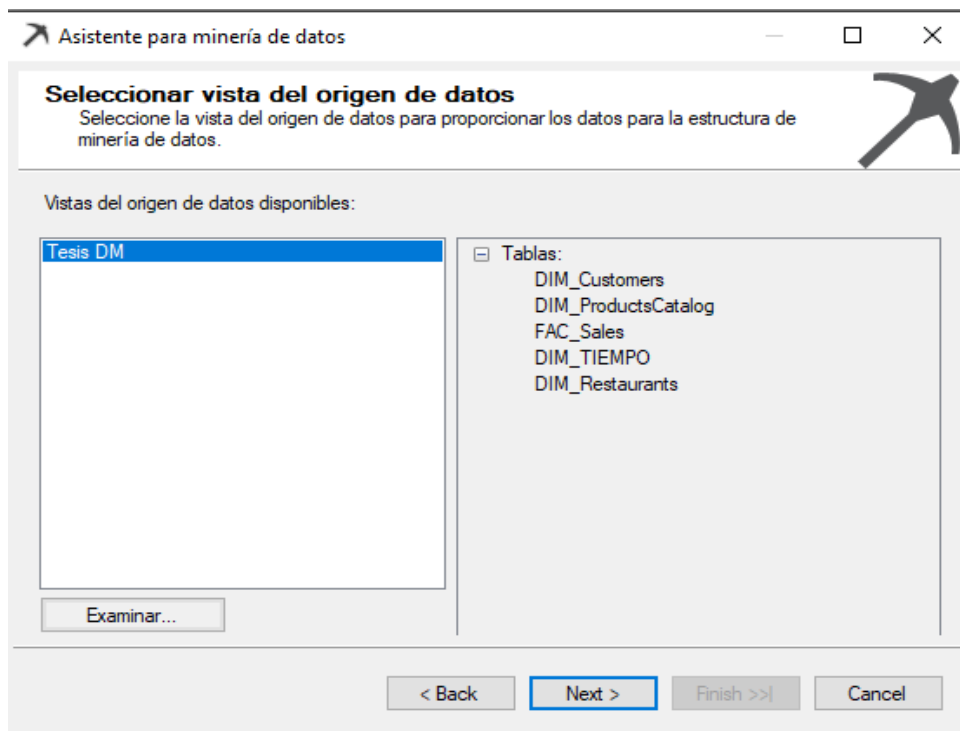 Asistente para minería de datos
Seleccionar vista del origen de datos
Seleccione la vista del origen de datos para proporcionar los datos para la estructura de
minería de datos.
Vistas del origen de datos disponibles:
Tesis DM
Tablas:
DIM_Customers
DIM_ProductsCatalog
FAC_Sales
DIM_TIEMPO
DIM_Restaurants
Examinar...
< Back
Next >
Finish >>|
Cancel